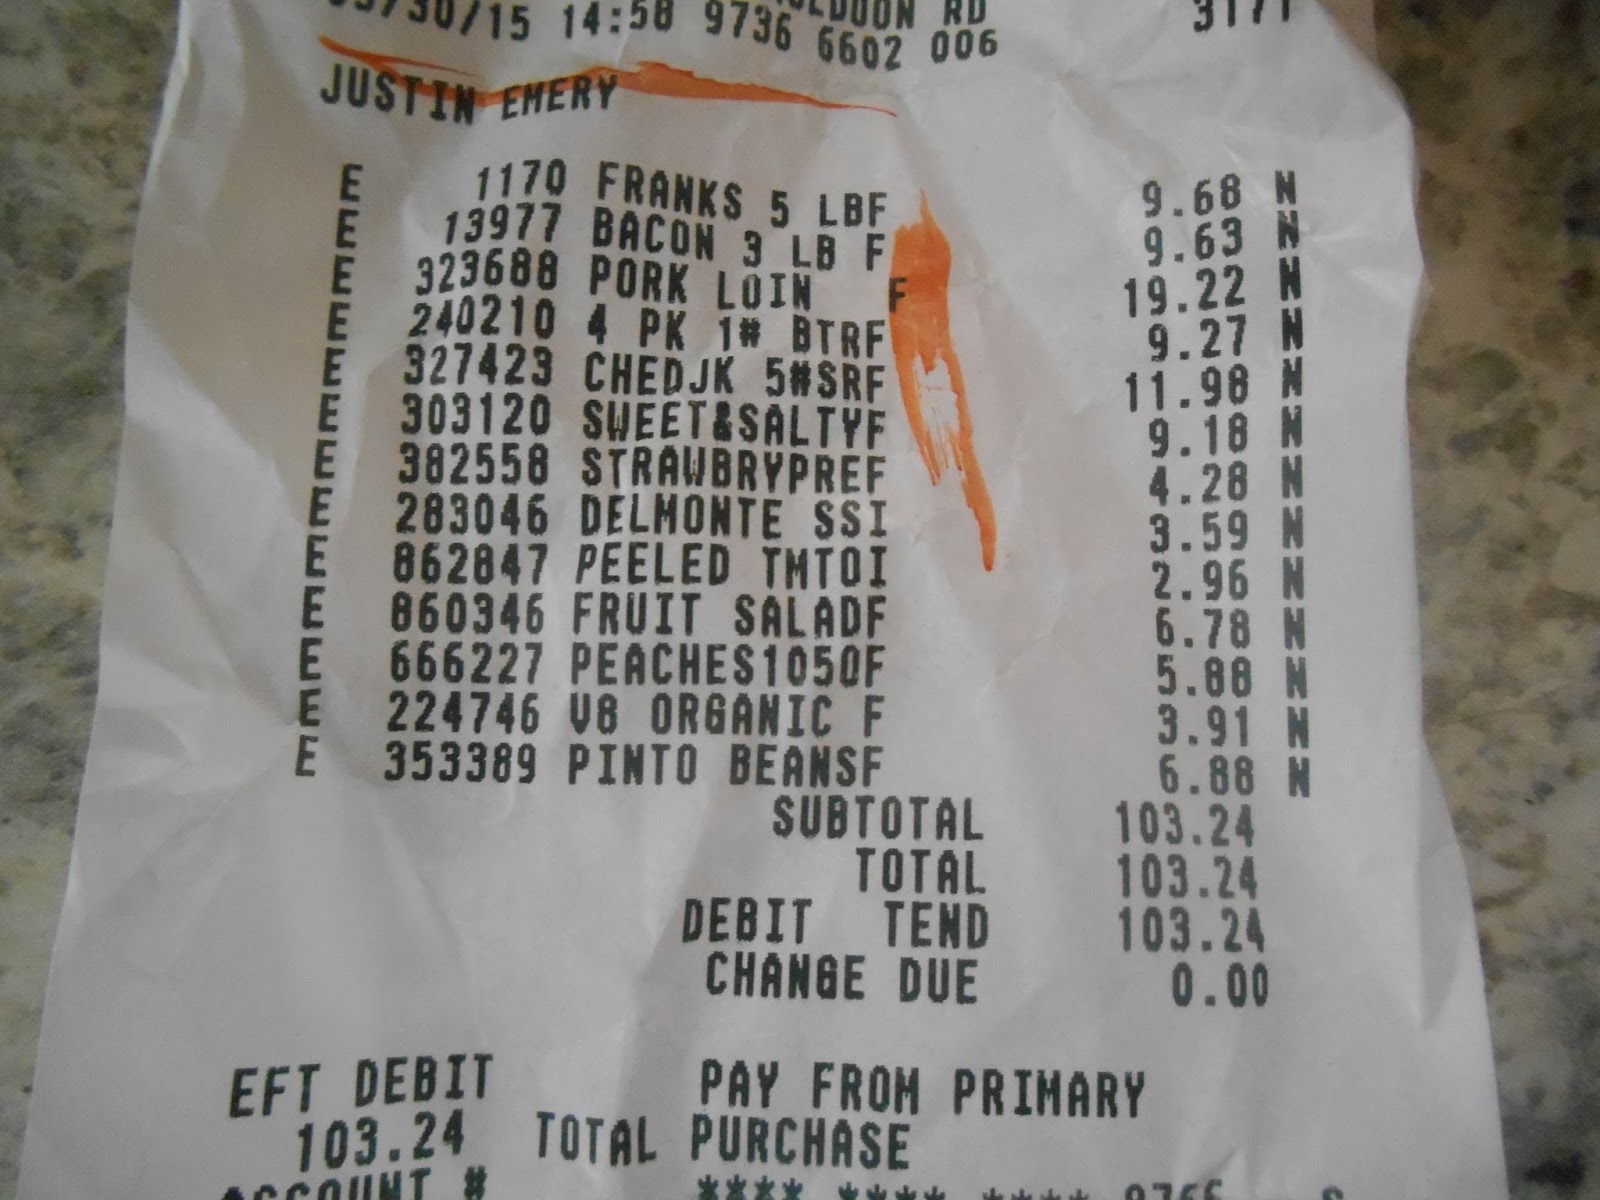 /30/15 14:58 9736 6602 006
JUSTIN EMERY
E 1170 FRANKS 5 LBF 9.68 N
E 13977 BACON 3 LB F 9.63 N
E 323688 PORK LOIN F 19.22 N
E 240210 4 PK 1# BTRF 9.27 N
E 327423 CHEDJK 5#SRF 11.98 N
E 303120 SWEET&SALTYF 9.18 N
E 382558 STRAWBRYPREF 4.28 N
E 283046 DELMONTE SSI 3.59 N
E 862847 PEELED TMTOI 2.96 N
E 860346 FRUIT SALADF 6.78 N
E 666227 PEACHES1050F 5.88 N
E 224746 V8 ORGANIC F 3.91 N
E 353389 PINTO BEANSF 6.88 N
SUBTOTAL 103.24
TOTAL 103.24
DEBIT TEND 103.24
CHANGE DUE 0.00
EFT DEBIT PAY FROM PRIMARY
103.24 TOTAL PURCHASE
ACCOUNT # **** **** ****